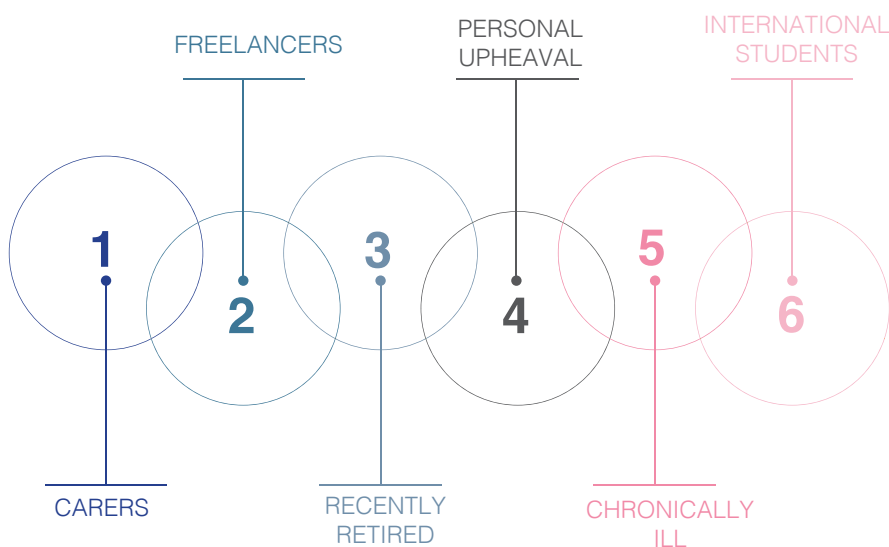 FREELANCERS
PERSONAL
UPHEAVAL
INTERNATIONAL
STUDENTS
1
2
3
4
5
6
CARERS
RECENTLY
RETIRED
CHRONICALLY
ILL